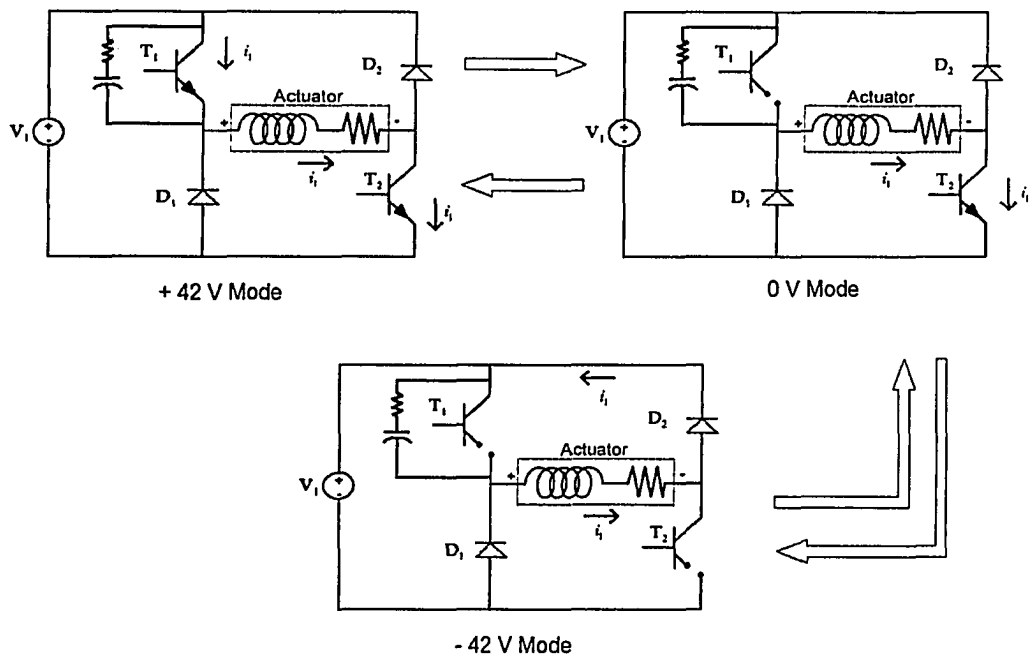 T₁
i₁
D₂
Actuator
+
-
V₁
i₁
D₁
T₂
i₁
+ 42 V Mode
T₁
D₂
Actuator
+
-
V₁
i₁
D₁
T₂
i₁
0 V Mode
i₁
T₁
D₂
Actuator
+
-
V₁
i₁
D₁
T₂
- 42 V Mode